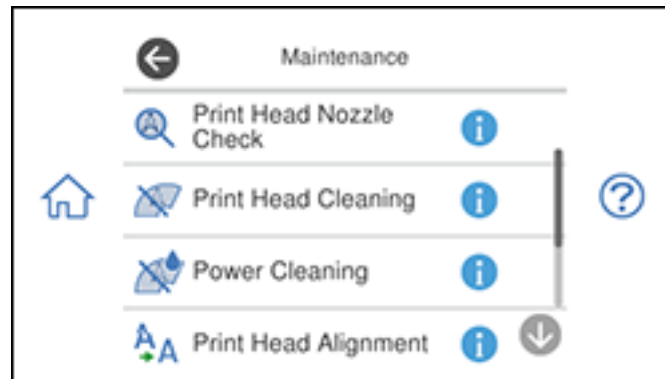 Maintenance
Print Head Nozzle
Check
Print Head Cleaning
Power Cleaning
Print Head Alignment